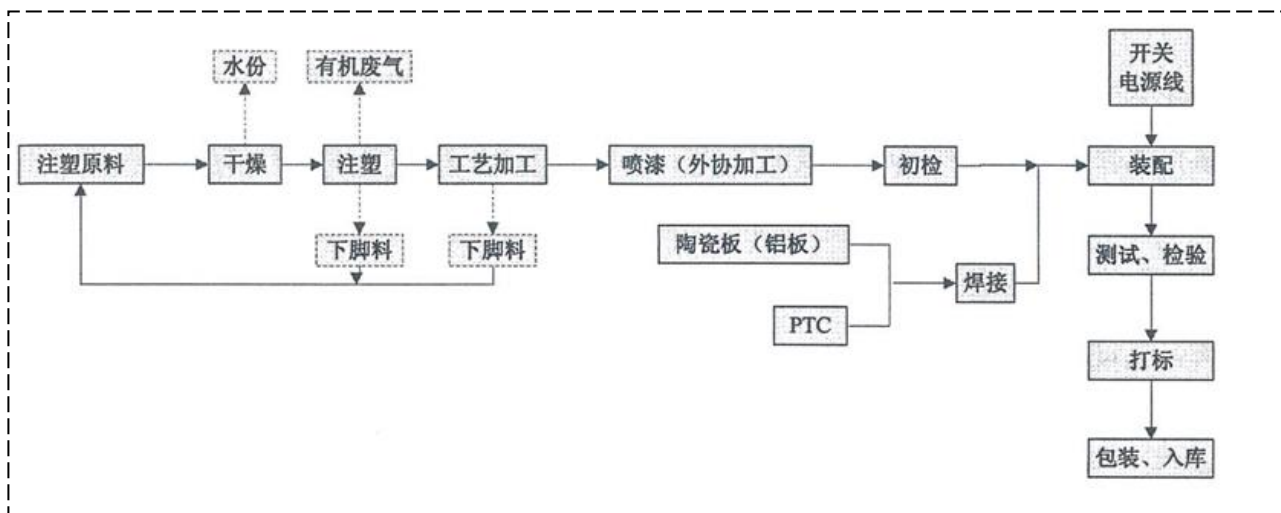 水份
有机废气
开关
电源线
注塑原料
干燥
注塑
工艺加工
喷漆（外协加工）
初检
装配
下脚料
下脚料
陶瓷板（铝板）
PTC
焊接
测试、检验
打标
包装、入库